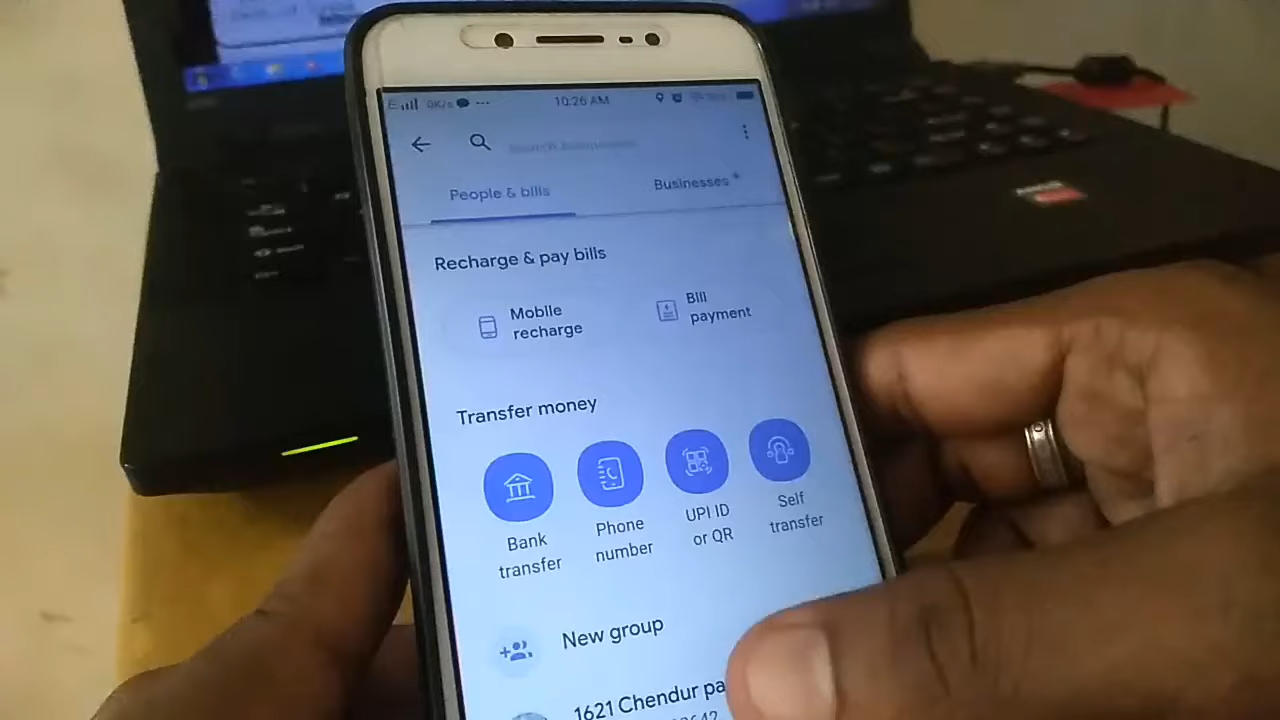 0K/s 10:26 AM
People & bills Businesses
Recharge & pay bills
Mobile
recharge
Bill
payment
Transfer money
Bank
transfer
Phone
number
UPI ID
or QR
Self
transfer
New group
1621 Chendur pa